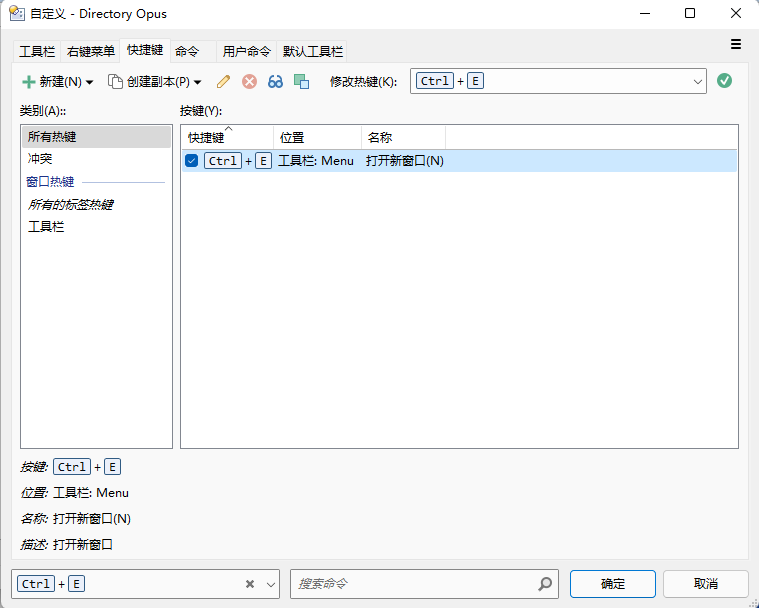 自定义 - Directory Opus
工具栏 右键菜单 快捷键 命令 用户命令 默认工具栏
新建(N) 创建副本(P) 修改热键(K): Ctrl + E
类别(A):: 按键(Y):
所有热键
冲突
窗口热键
所有的标签热键
工具栏
快捷键 位置 名称
Ctrl + E 工具栏: Menu 打开新窗口(N)
按键: Ctrl + E
位置: 工具栏: Menu
名称: 打开新窗口(N)
描述: 打开新窗口
Ctrl + E 搜索命令 确定 取消